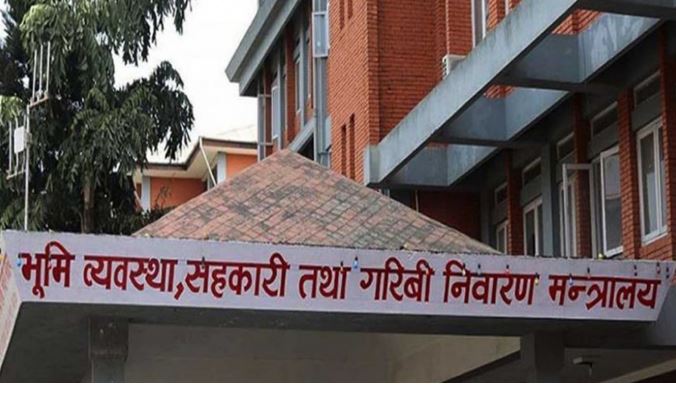 भूमि व्यवस्था,सहकारी तथा गरिबी निवारण मन्त्रालय